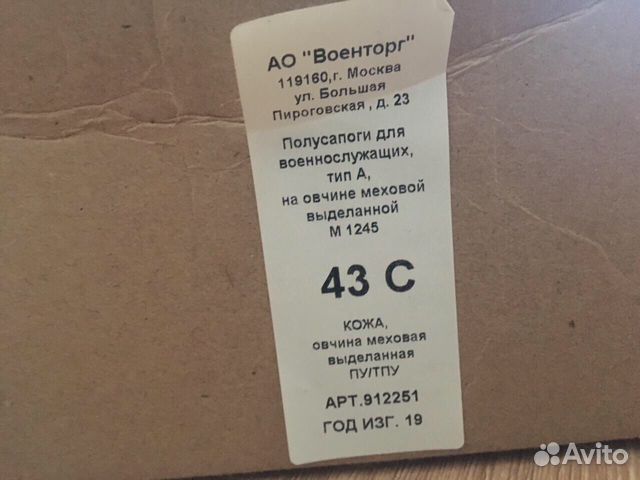 АО "Военторг"
119160,г. Москва
ул. Большая
Пироговская , д. 23
Полусапоги для
военнослужащих,
тип А,
на овчине меховой
выделанной
М 1245
43 С
КОЖА,
овчина меховая
выделанная
ПУ/ТПУ
АРТ.912251
ГОД ИЗГ. 19
Avito